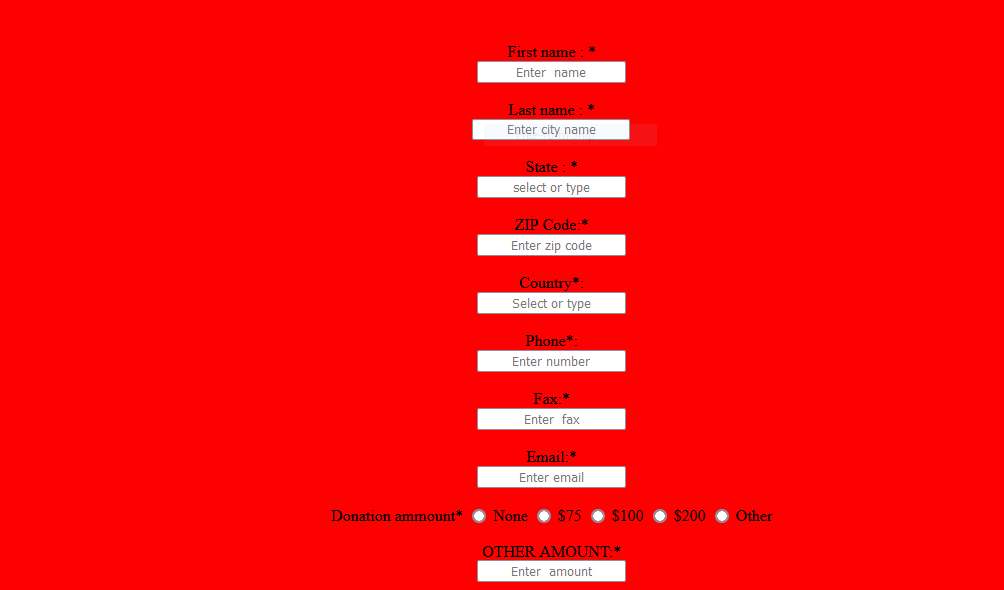 First name : *
Enter  name
Last name : *
Enter city name
State : *
select or type
ZIP Code:*
Enter zip code
Country*:
Select or type
Phone*:
Enter number
Fax:*
Enter  fax
Email:*
Enter email
Donation ammount* None $75 $100 $200 Other
OTHER AMOUNT:*
Enter  amount